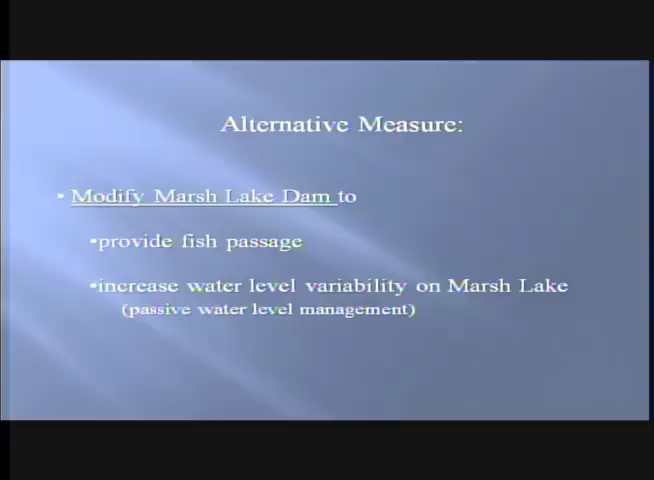 Alternative Measure:
• Modify Marsh Lake Dam to
•provide fish passage
•increase water level variability on Marsh Lake
(passive water level management)